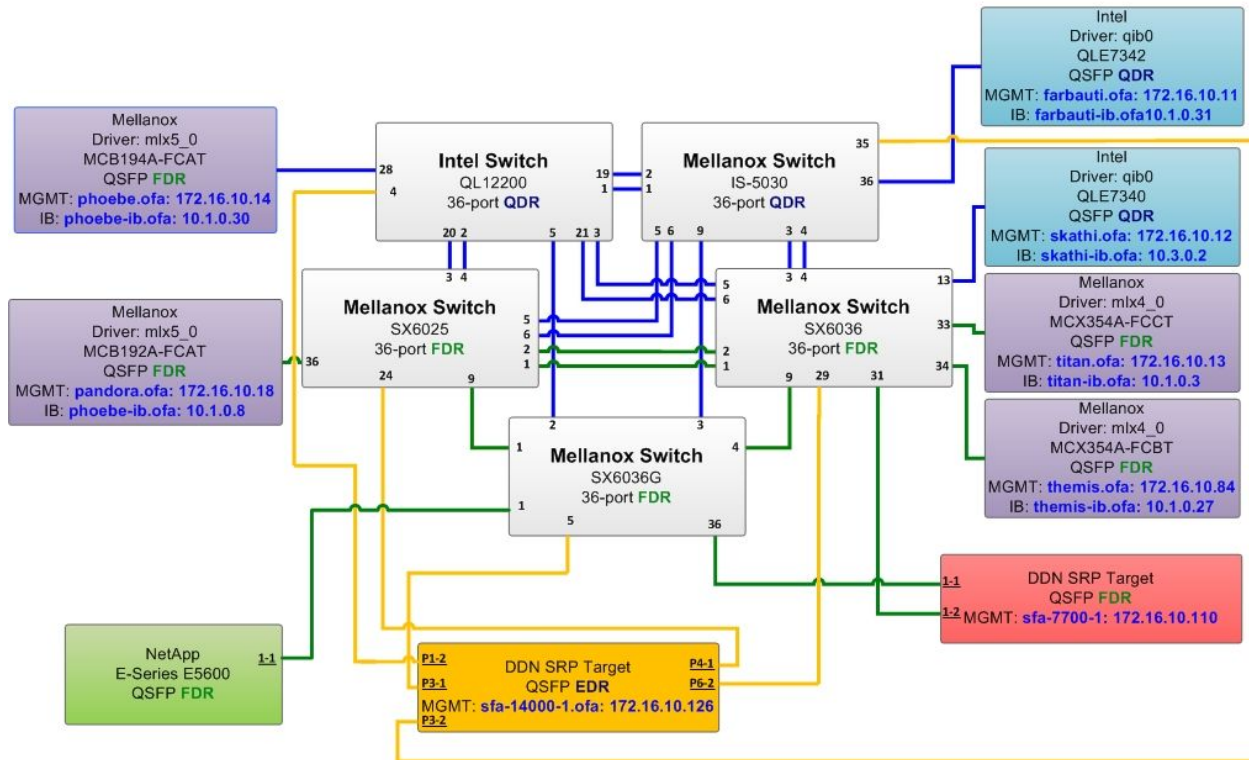 Intel
Driver: qib0
QLE7342
QSFP QDR
MGMT: farbauti.ofa: 172.16.10.11
IB: farbauti-ib.ofa10.1.0.31
Mellanox
Driver: mlx5_0
MCB194A-FCAT
QSFP FDR
MGMT: phoebe.ofa: 172.16.10.14
IB: phoebe-ib.ofa: 10.1.0.30
28
4
Intel Switch
QL12200
36-port QDR
19
1
20 2
5
21 3
2
1
Mellanox Switch
IS-5030
36-port QDR
35
36
5 6
9
3 4
Intel
Driver: qib0
QLE7340
QSFP QDR
MGMT: skathi.ofa: 172.16.10.12
IB: skathi-ib.ofa: 10.3.0.2
Mellanox
Driver: mlx5_0
MCB192A-FCAT
QSFP FDR
MGMT: pandora.ofa: 172.16.10.18
IB: phoebe-ib.ofa: 10.1.0.8
3 4
Mellanox Switch
SX6025
36-port FDR
36
5
6
2
1
24
9
3 4
Mellanox Switch
SX6036
36-port FDR
5
6
2
1
13
33
34
9
29
31
Mellanox
Driver: mlx4_0
MCX354A-FCCT
QSFP FDR
MGMT: titan.ofa: 172.16.10.13
IB: titan-ib.ofa: 10.1.0.3
Mellanox
Driver: mlx4_0
MCX354A-FCBT
QSFP FDR
MGMT: themis.ofa: 172.16.10.84
IB: themis-ib.ofa: 10.1.0.27
2
3
1
4
Mellanox Switch
SX6036G
36-port FDR
1
5
36
1-1
1-2
DDN SRP Target
QSFP FDR
MGMT: sfa-7700-1: 172.16.10.110
NetApp
E-Series E5600
QSFP FDR
1-1
P1-2
P3-1
P3-2
DDN SRP Target
QSFP EDR
MGMT: sfa-14000-1.ofa: 172.16.10.126
P4-1
P6-2